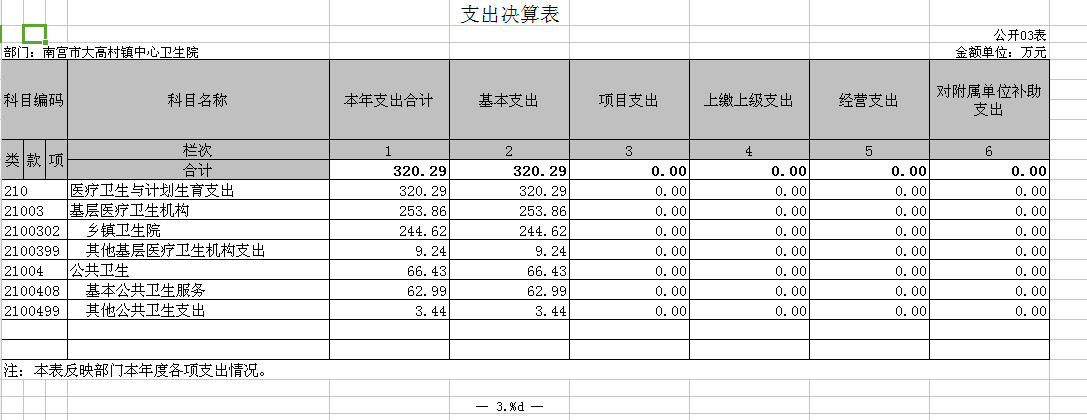 支出决算表
公开03表
部门：南宫市大高村镇中心卫生院 金额单位：万元
科目编码 科目名称 本年支出合计 基本支出 项目支出 上缴上级支出 经营支出 对附属单位补助
支出
类 款 项 栏次 1 2 3 4 5 6
合计 320.29 320.29 0.00 0.00 0.00 0.00
210 医疗卫生与计划生育支出 320.29 320.29 0.00 0.00 0.00 0.00
21003 基层医疗卫生机构 253.86 253.86 0.00 0.00 0.00 0.00
2100302 乡镇卫生院 244.62 244.62 0.00 0.00 0.00 0.00
2100399 其他基层医疗卫生机构支出 9.24 9.24 0.00 0.00 0.00 0.00
21004 公共卫生 66.43 66.43 0.00 0.00 0.00 0.00
2100408 基本公共卫生服务 62.99 62.99 0.00 0.00 0.00 0.00
2100499 其他公共卫生支出 3.44 3.44 0.00 0.00 0.00 0.00
注：本表反映部门本年度各项支出情况。
— 3.%d —